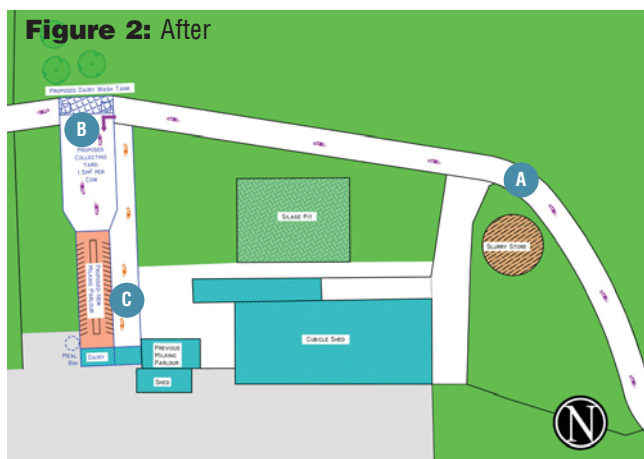 Figure 2: After
PROPOSED DAIRY WASH TANK
B
PROPOSED
COLLECTING
YARD.
1.5M² PER
COW
A
SILAGE PIT
SLURRY STORE
PROPOSED NEW
MILKING PARLOUR
C
CUBICLE SHED
MEAL
BIN
DAIRY
PREVIOUS
MILKING
PARLOUR
SHED
N